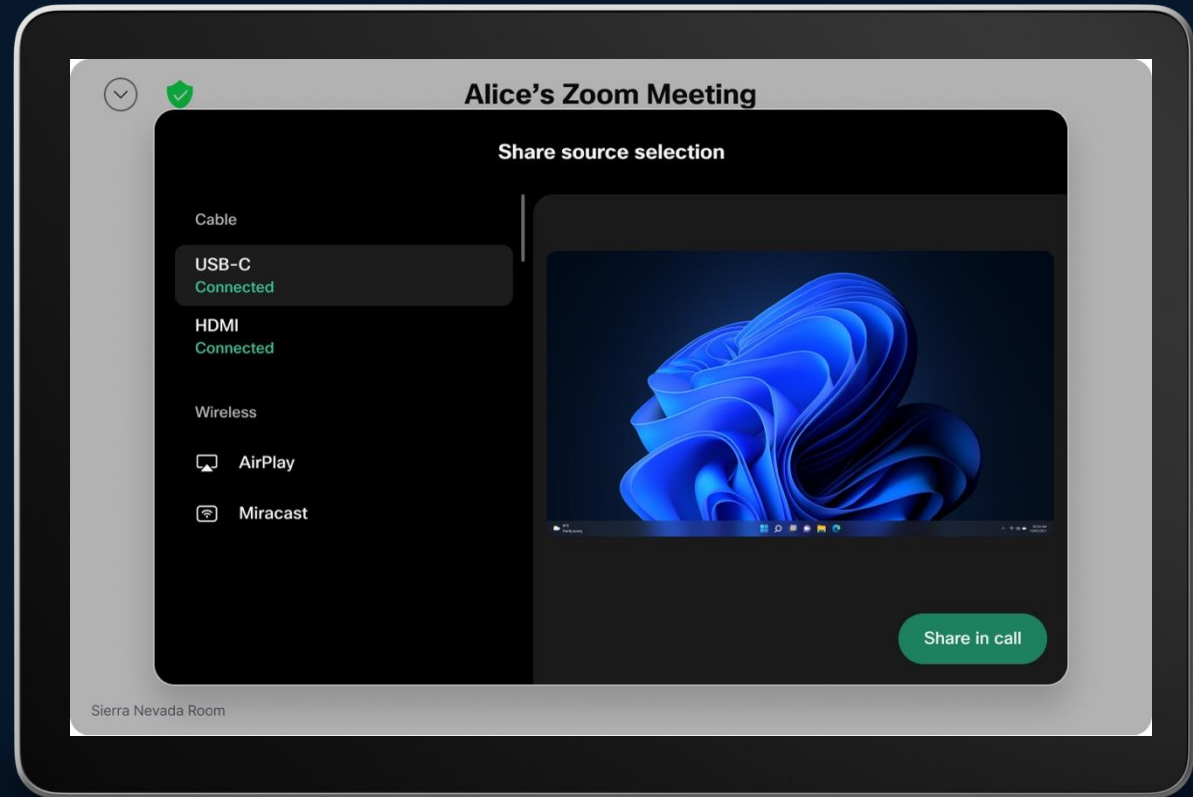 Alice’s Zoom Meeting
Share source selection
Cable
USB-C
Connected
HDMI
Connected
Wireless
AirPlay
Miracast
Share in call
Sierra Nevada Room